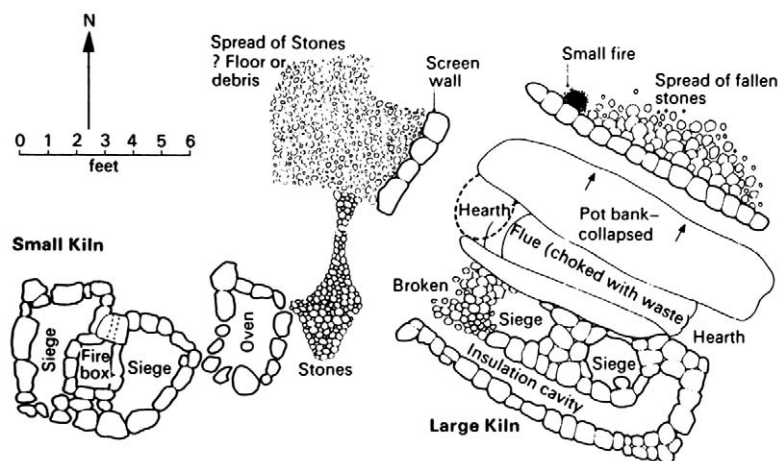 N
0 1 2 3 4 5 6
feet
Spread of Stones
? Floor or
debris
Screen
wall
Small fire
Spread of fallen
stones
Small Kiln
Siege
Fire
box
Siege
Oven
Stones
Hearth
Pot bank–
collapsed
Flue (choked with waste)
Broken
Siege
Hearth
Siege
Insulation cavity
Large Kiln